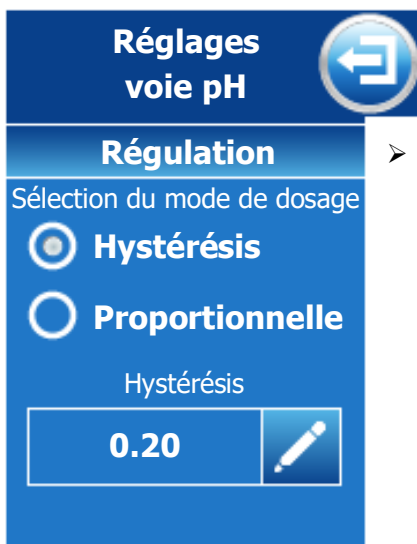 Réglages
voie pH
Régulation
➢
Sélection du mode de dosage
Hystérésis
Proportionnelle
Hystérésis
0.20